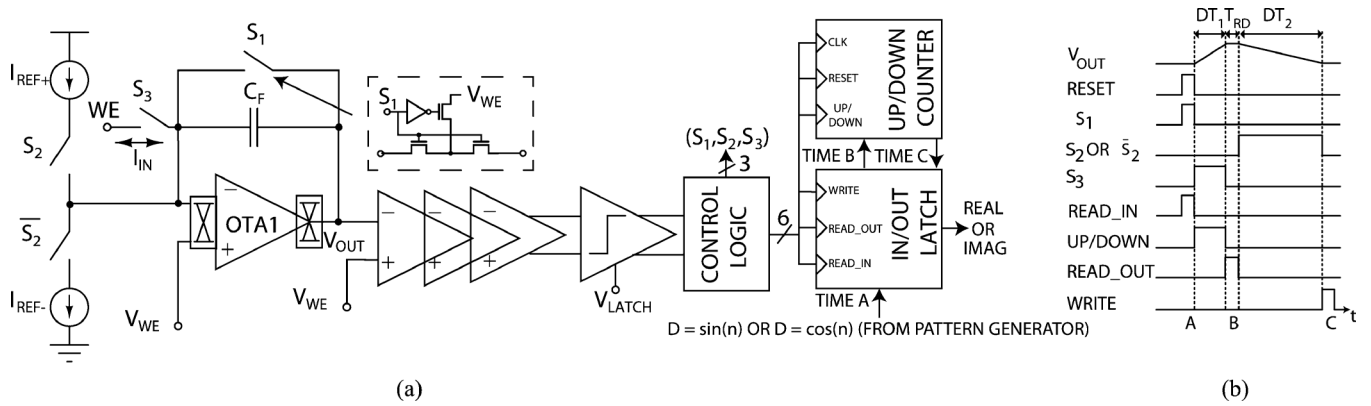 I_REF+
S_2
S̄_2
I_REF-
WE
S_3
I_IN
S_1
C_F
OTA1
V_WE
V_OUT
S_1
V_WE
V_WE
V_LATCH
(S_1,S_2,S_3)
3
CONTROL LOGIC
6
CLK
RESET
UP/
DOWN
UP/DOWN COUNTER
TIME B
TIME C
WRITE
READ_OUT
READ_IN
IN/OUT LATCH
TIME A
REAL
OR
IMAG
D = sin(n) OR D = cos(n) (FROM PATTERN GENERATOR)
(a)
DT_1 T_RD DT_2
V_OUT
RESET
S_1
S_2 OR s̄_2
S_3
READ_IN
UP/DOWN
READ_OUT
WRITE
A B C t
(b)